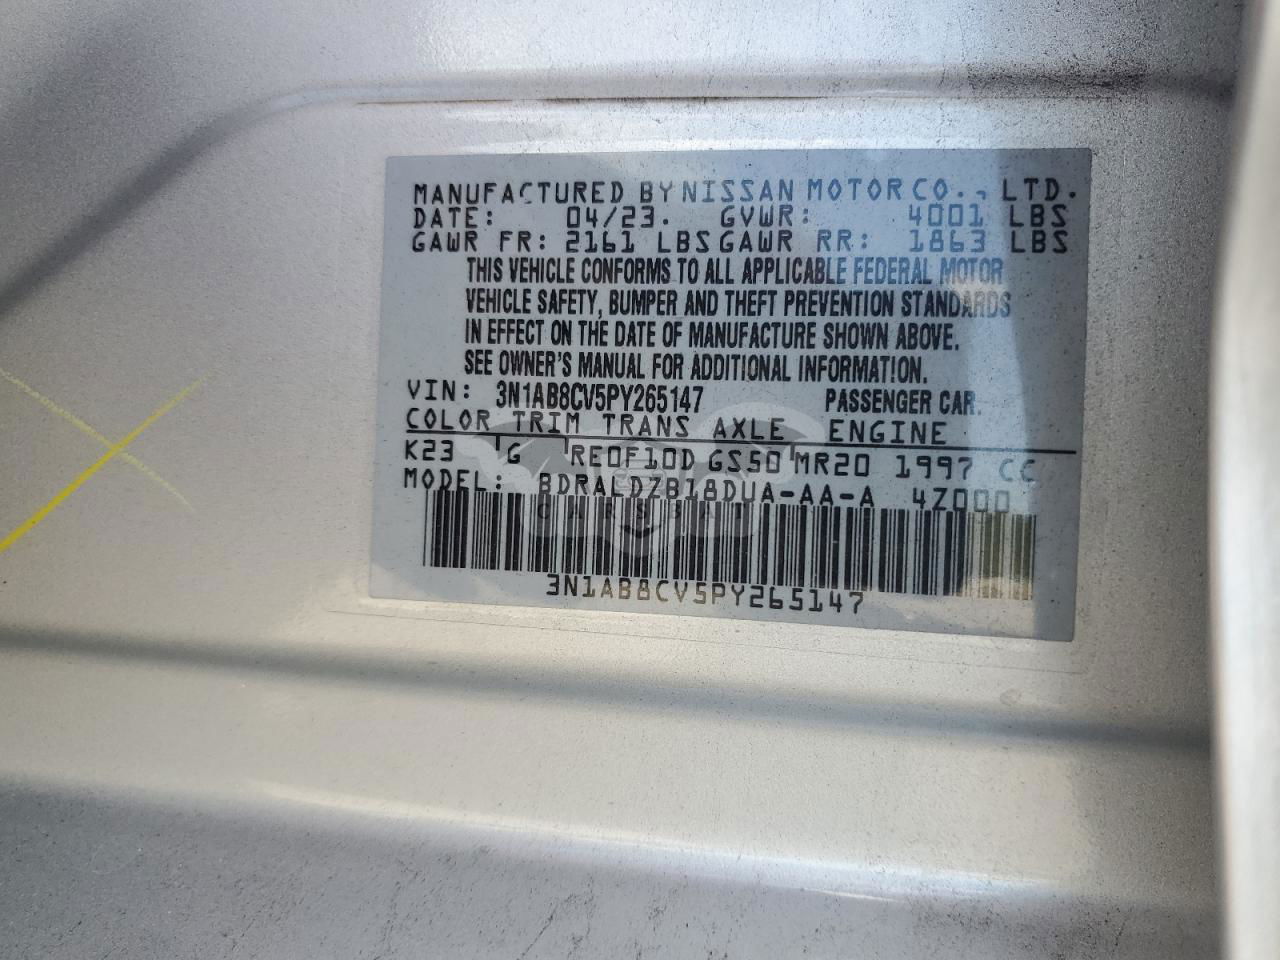 MANUFACTURED BY NISSAN MOTOR CO., LTD.
DATE: 04/23. GVWR: 4001 LBS
GAWR FR: 2161 LBS GAWR RR: 1863 LBS
THIS VEHICLE CONFORMS TO ALL APPLICABLE FEDERAL MOTOR
VEHICLE SAFETY, BUMPER AND THEFT PREVENTION STANDARDS
IN EFFECT ON THE DATE OF MANUFACTURE SHOWN ABOVE.
SEE OWNER'S MANUAL FOR ADDITIONAL INFORMATION.
VIN: 3N1AB8CV5PY265147 PASSENGER CAR.
COLOR TRIM TRANS AXLE ENGINE
K23 G RE0F10D GS50 MR20 1997 CC
MODEL: BDRALDZB18DUA-AA-A 4Z000
CARSBAT
3N1AB8CV5PY265147